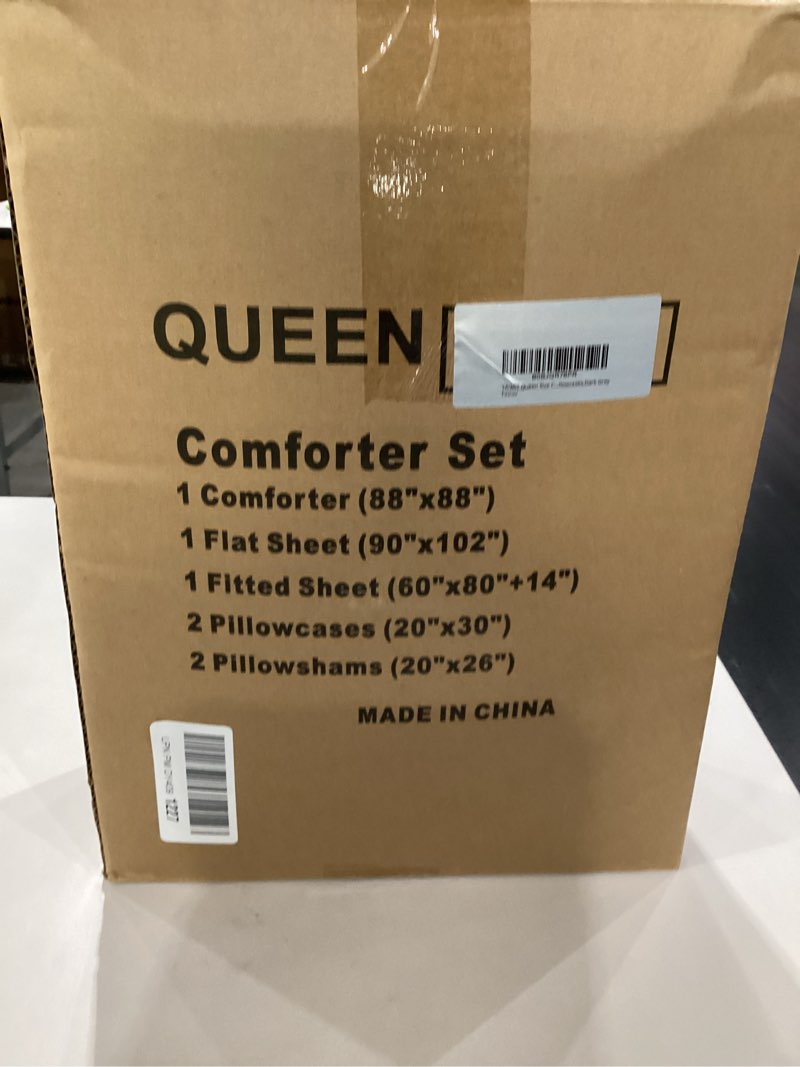 QUEEN
Comforter Set
1 Comforter (88"x88")
1 Flat Sheet (90"x102")
1 Fitted Sheet (60"x80"+14")
2 Pillowcases (20"x30")
2 Pillowshams (20"x26")
MADE IN CHINA
1227